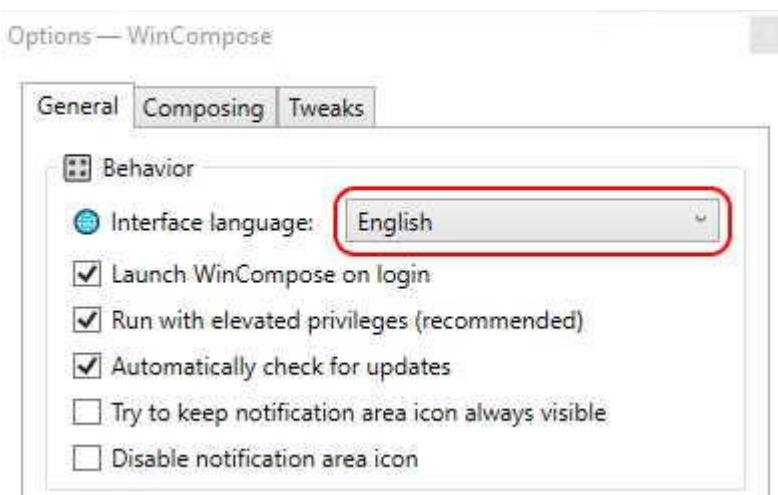 Options — WinCompose
General Composing Tweaks
Behavior
Interface language: English
Launch WinCompose on login
Run with elevated privileges (recommended)
Automatically check for updates
Try to keep notification area icon always visible
Disable notification area icon